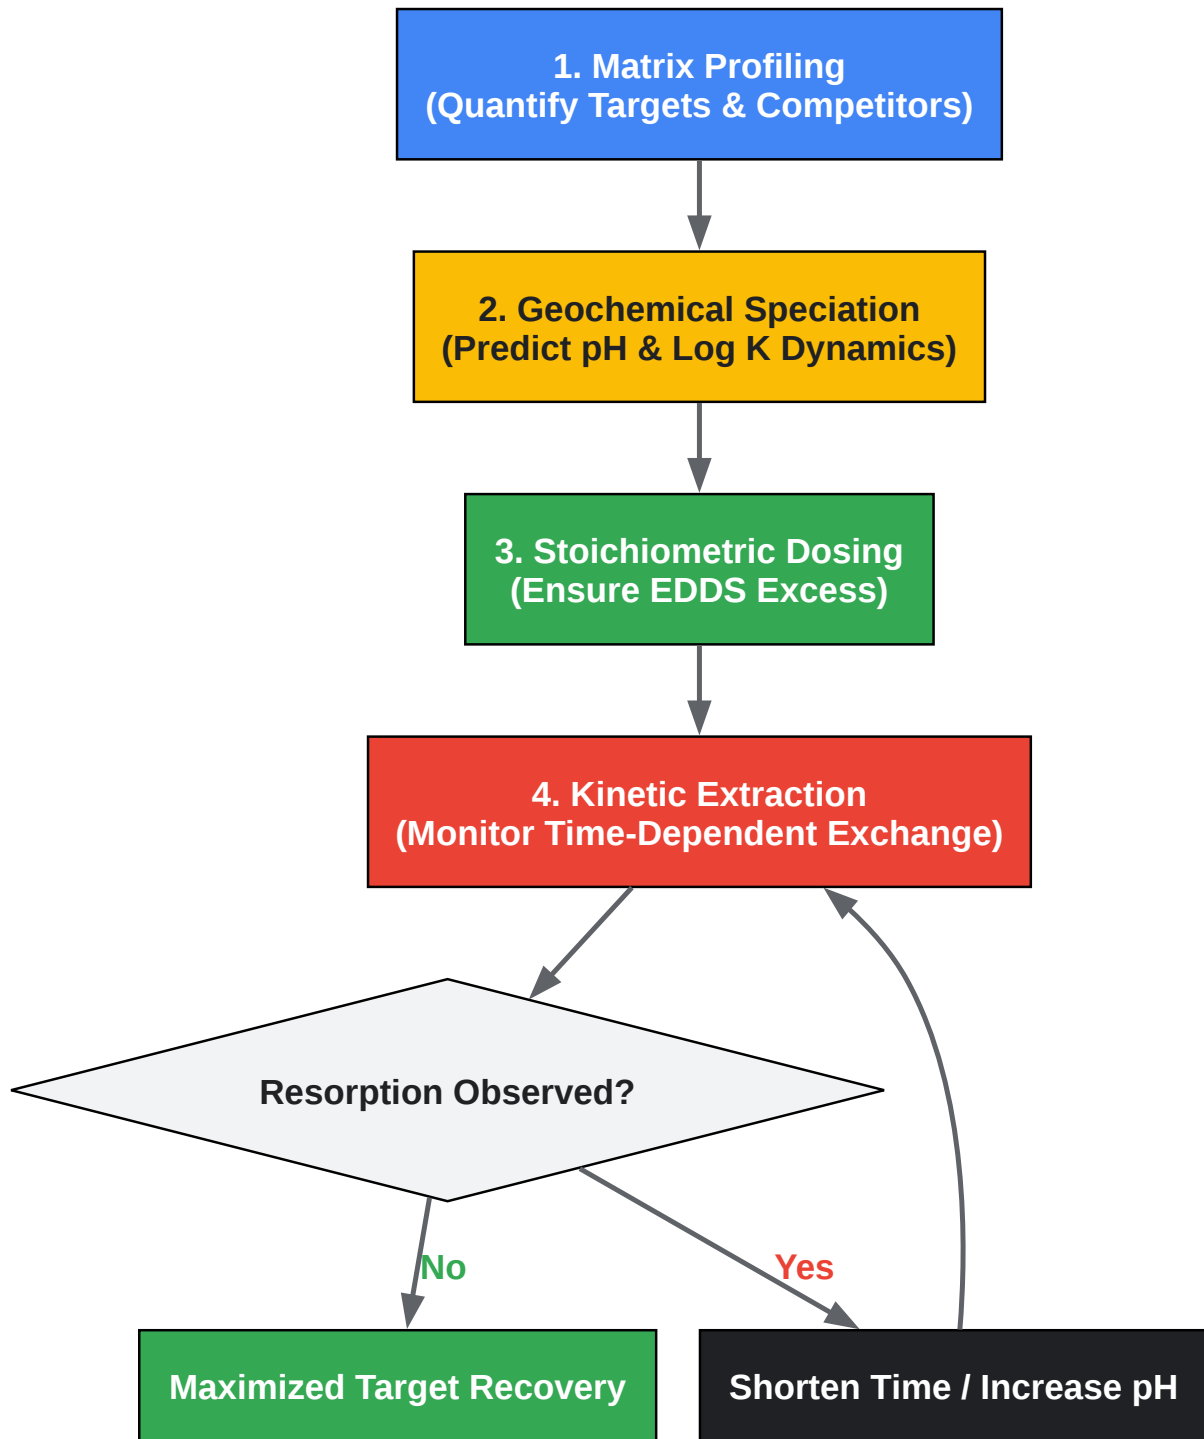 1. Matrix Profiling
(Quantify Targets & Competitors)
2. Geochemical Speciation
(Predict pH & Log K Dynamics)
3. Stoichiometric Dosing
(Ensure EDDS Excess)
4. Kinetic Extraction
(Monitor Time-Dependent Exchange)
Resorption Observed?
No
Yes
Maximized Target Recovery
Shorten Time / Increase pH